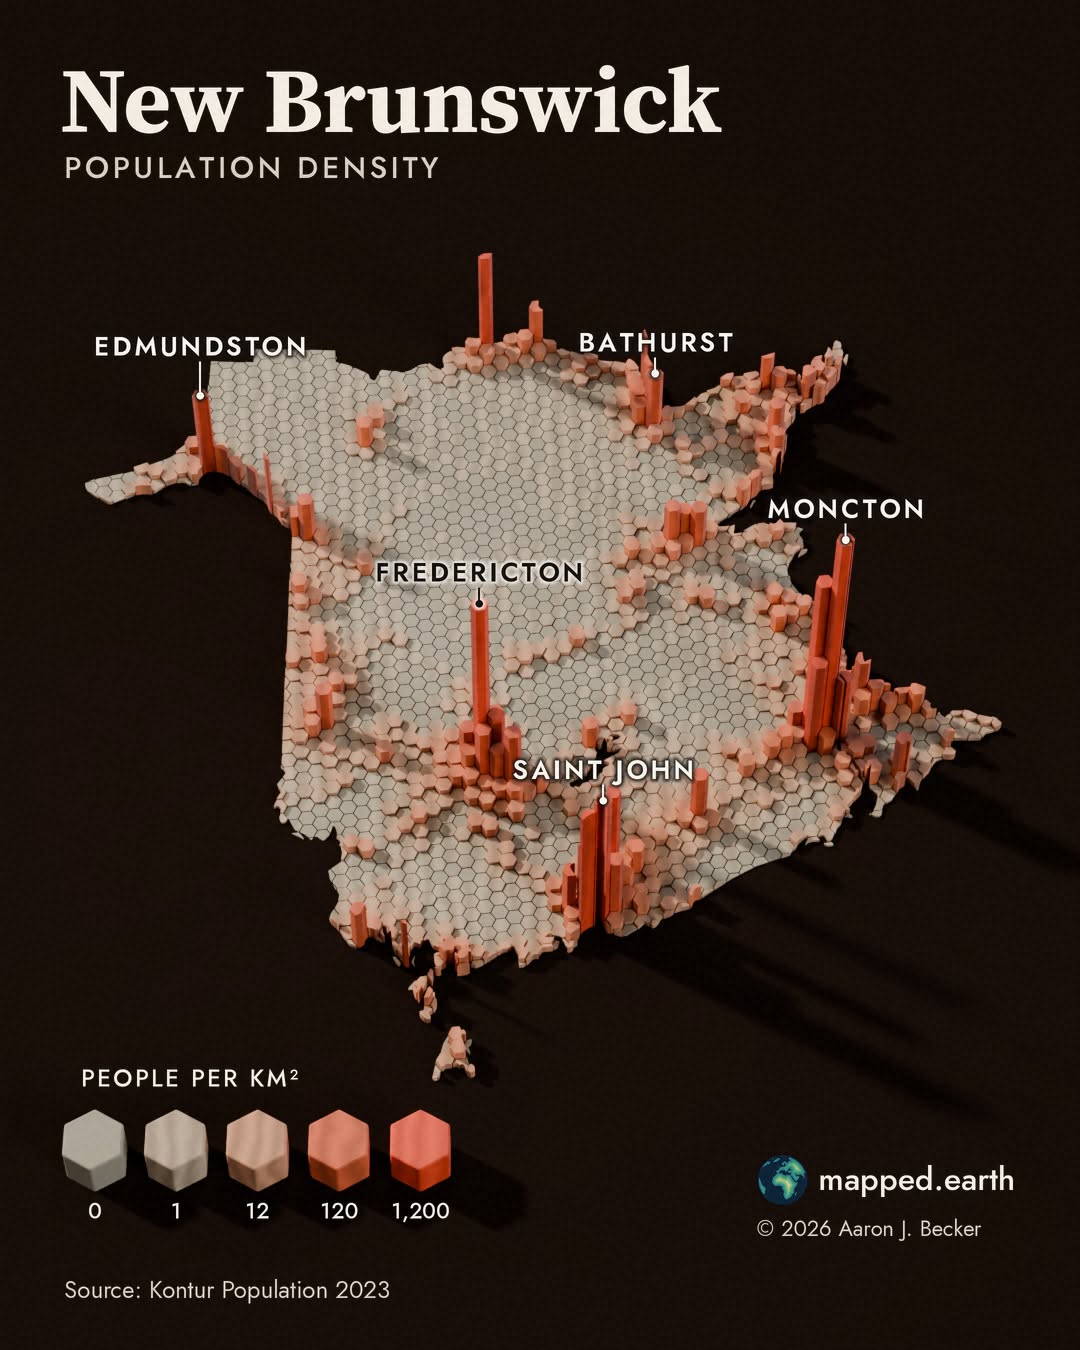 New Brunswick
POPULATION DENSITY
EDMUNDSTON
BATHURST
MONCTON
FREDERICTON
SAINT JOHN
PEOPLE PER KM²
0 1 12 120 1,200
mapped.earth
© 2026 Aaron J. Becker
Source: Kontur Population 2023